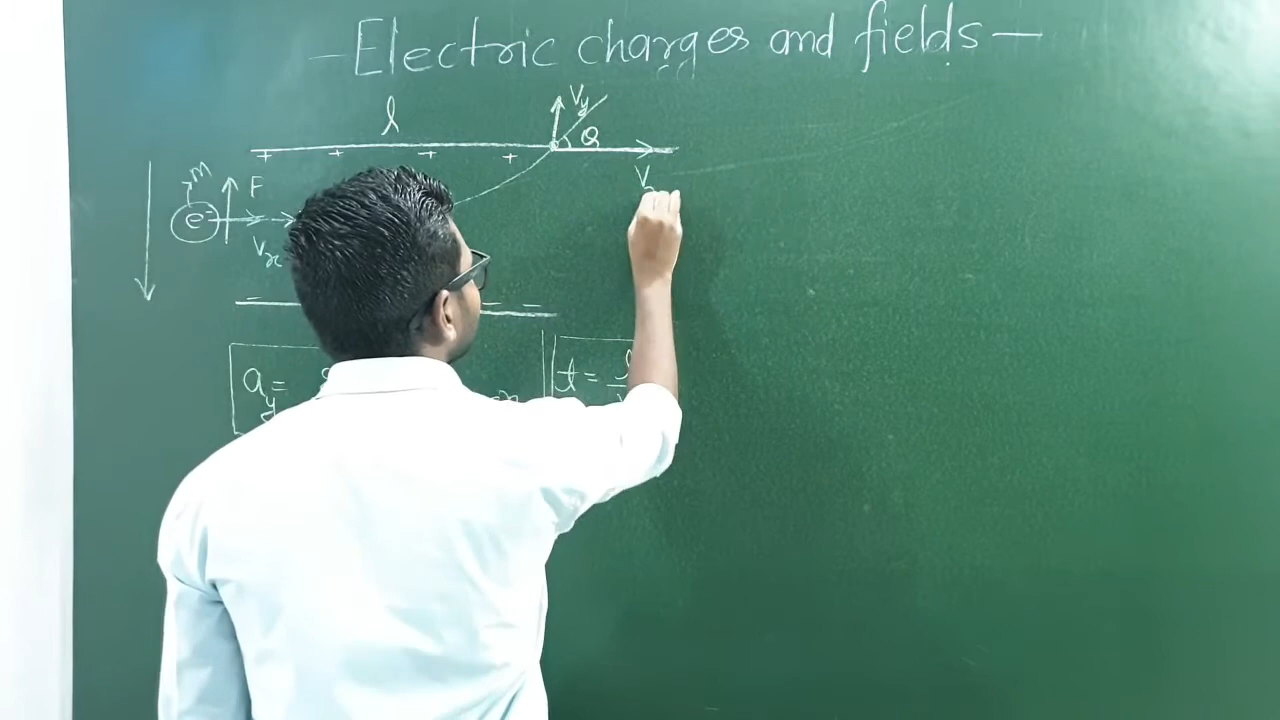 — Electric charges and fields —
l
Vy
θ
+ + + +
m
F
e⁻
Vx
V
- - -
ay =
t =